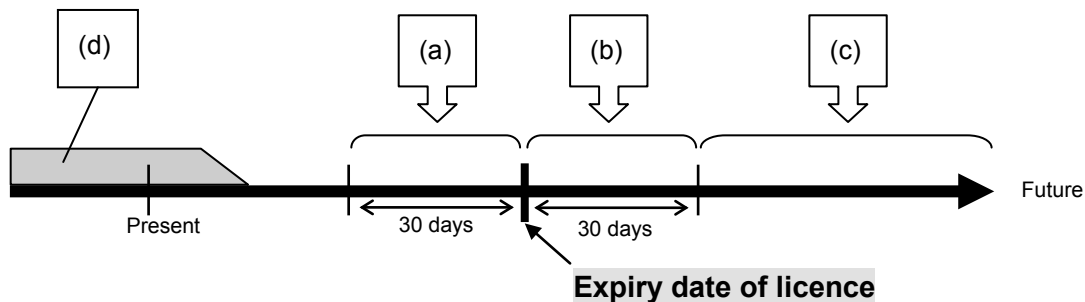 (d)
(a)
(b)
(c)
Future
Present
30 days
30 days
Expiry date of licence